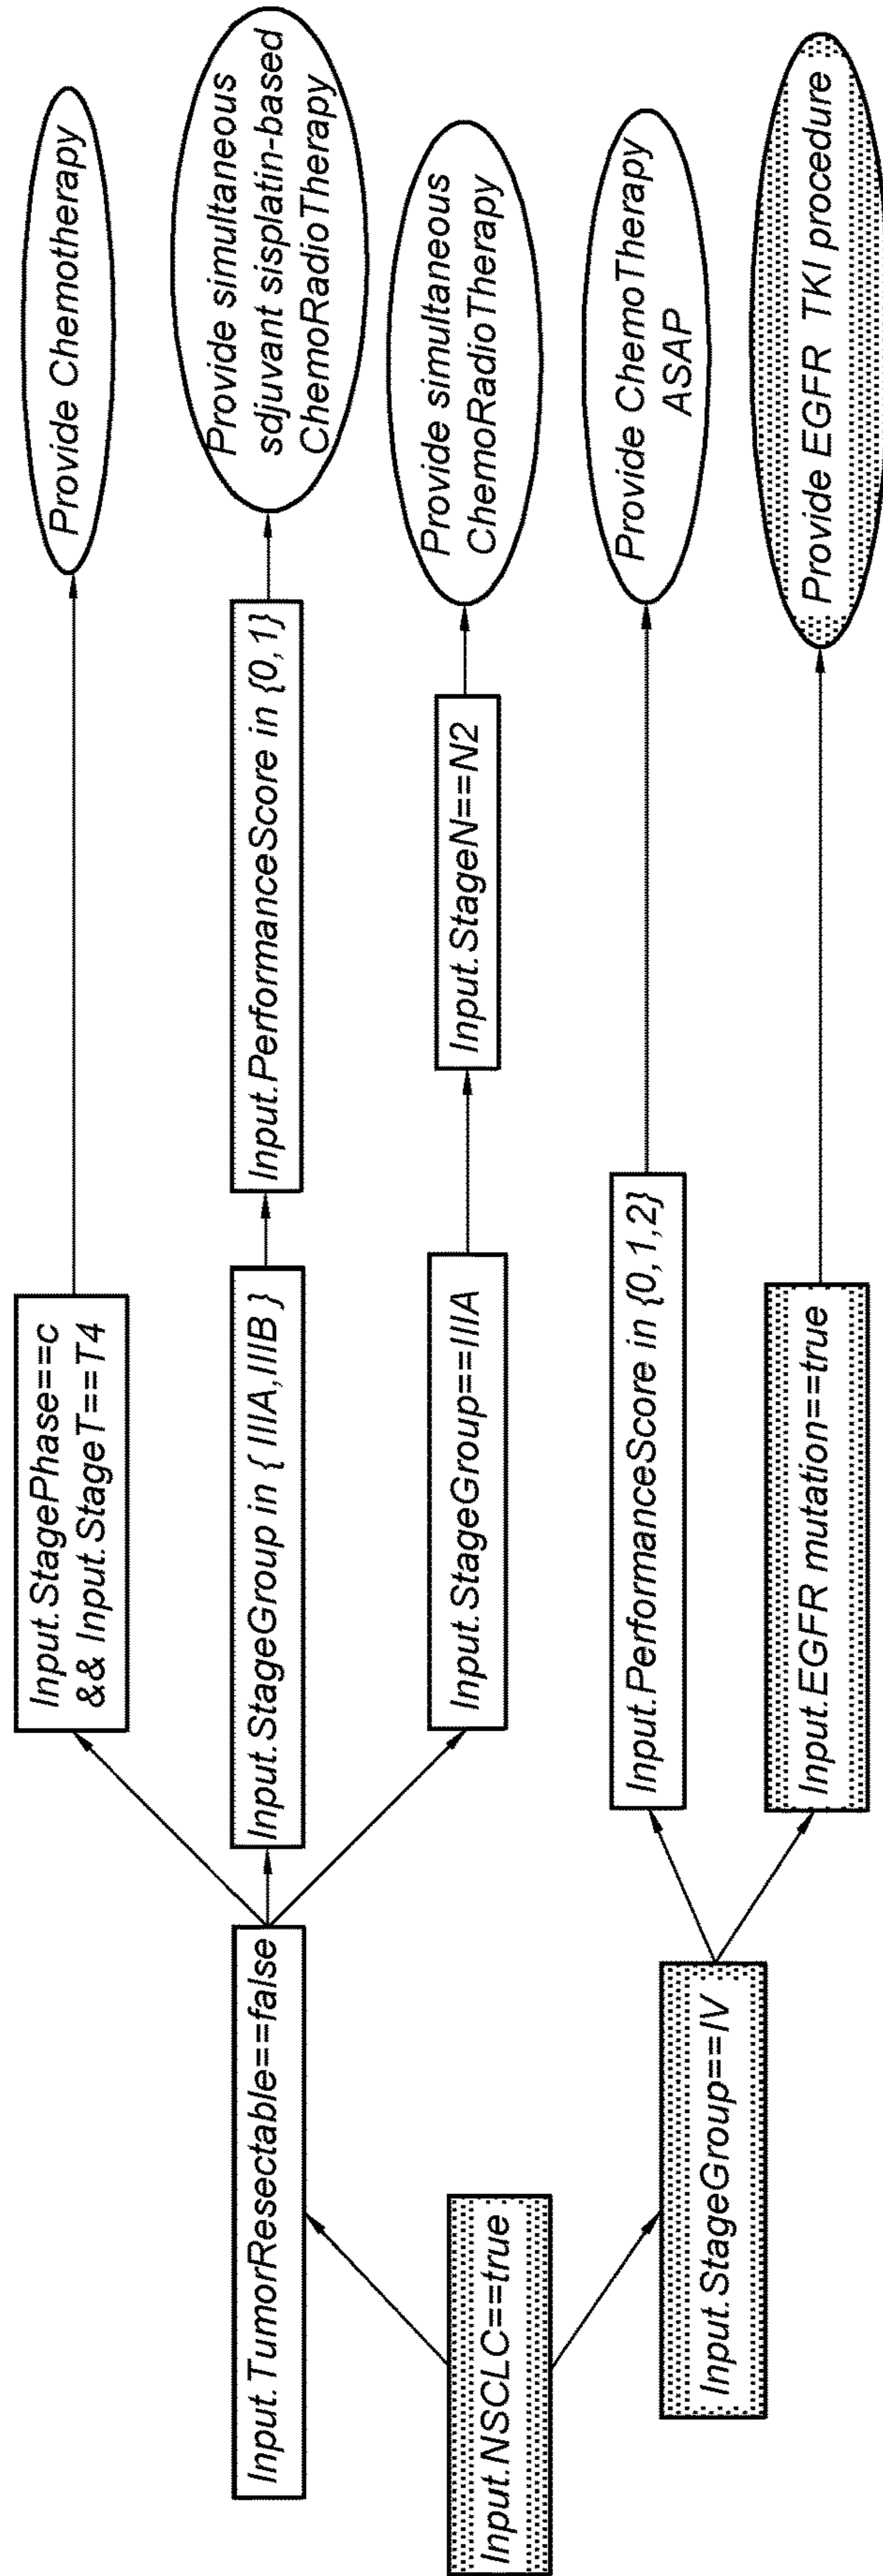 Input.NSCLC==true
Input.TumorResectable==false
Input.StageGroup==IV
Input.StagePhase==c
&& Input.StageT==T4
Input.StageGroup in { IIIA,IIIB }
Input.StageGroup==IIIA
Input.PerformanceScore in {0,1,2}
Input.EGFR mutation==true
Input.PerformanceScore in {0,1}
Input.StageN==N2
Provide Chemotherapy
Provide simultaneous
sdjuvant sisplatin-based
ChemoRadioTherapy
Provide simultaneous
ChemoRadioTherapy
Provide ChemoTherapy
ASAP
Provide EGFR TKI procedure